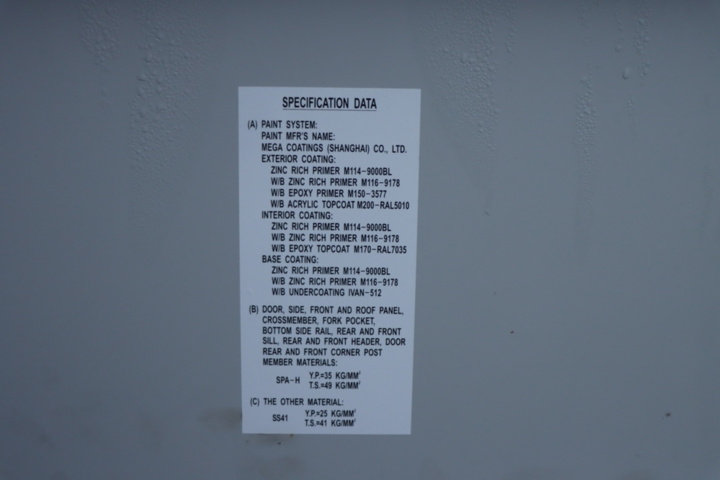 SPECIFICATION DATA
(A) PAINT SYSTEM:
PAINT MFR'S NAME:
MEGA COATINGS (SHANGHAI) CO., LTD.
EXTERIOR COATING:
ZINC RICH PRIMER M114-9000BL
W/B ZINC RICH PRIMER M116-9178
W/B EPOXY PRIMER M150-3577
W/B ACRYLIC TOPCOAT M200-RAL5010
INTERIOR COATING:
ZINC RICH PRIMER M114-9000BL
W/B ZINC RICH PRIMER M116-9178
W/B EPOXY TOPCOAT M170-RAL7035
BASE COATING:
ZINC RICH PRIMER M114-9000BL
W/B ZINC RICH PRIMER M116-9178
W/B UNDERCOATING IVAN-512
(B) DOOR, SIDE, FRONT AND ROOF PANEL,
CROSSMEMBER, FORK POCKET,
BOTTOM SIDE RAIL, REAR AND FRONT
SILL, REAR AND FRONT HEADER, DOOR
REAR AND FRONT CORNER POST
MEMBER MATERIALS:
SPA-H Y.P.=35 KG/MM²
T.S.=49 KG/MM²
(C) THE OTHER MATERIAL:
SS41 Y.P.=25 KG/MM²
T.S.=41 KG/MM²